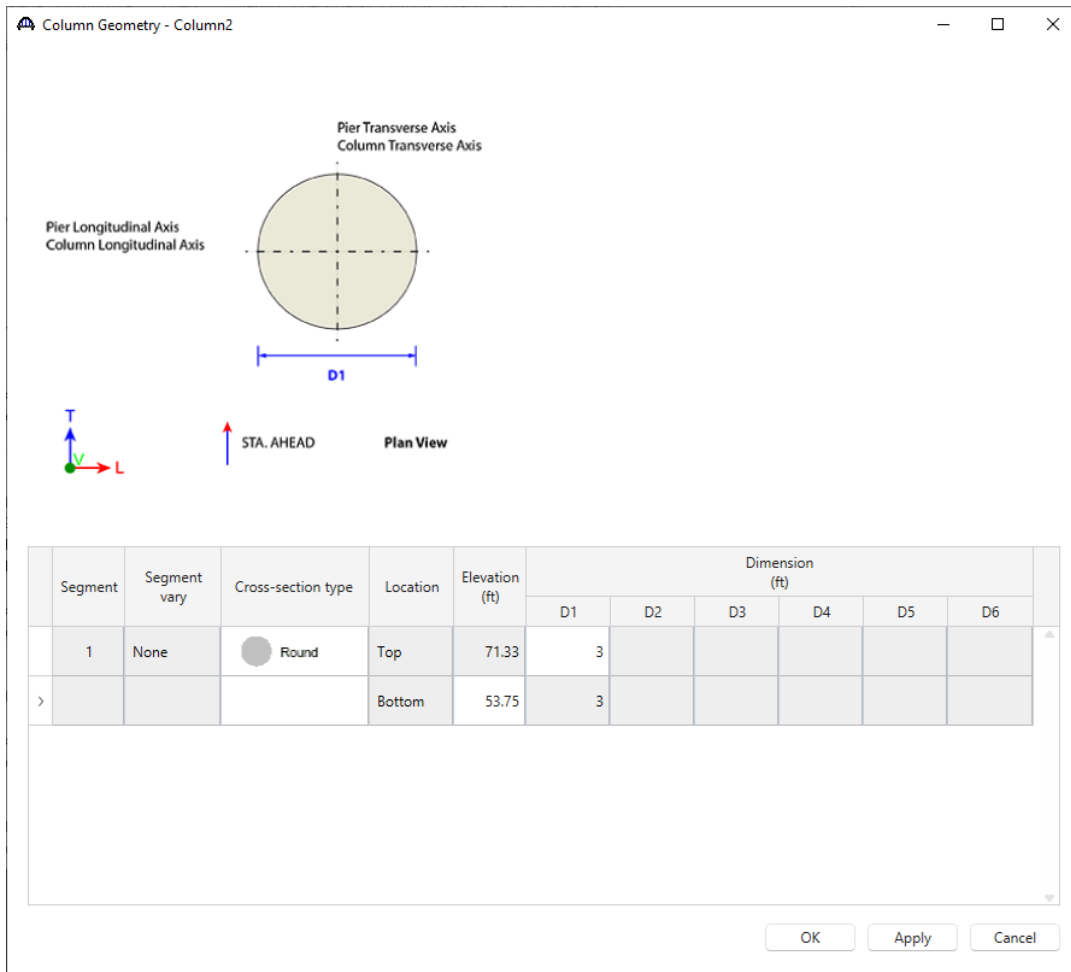 Column Geometry - Column2
Pier Transverse Axis
Column Transverse Axis
Pier Longitudinal Axis
Column Longitudinal Axis
D1
T
V
L
STA. AHEAD
Plan View
Segment
Segment
vary
Cross-section type
Location
Elevation
(ft)
Dimension
(ft)
D1 D2 D3 D4 D5 D6
1 None Round Top 71.33 3
Bottom 53.75 3
OK Apply Cancel